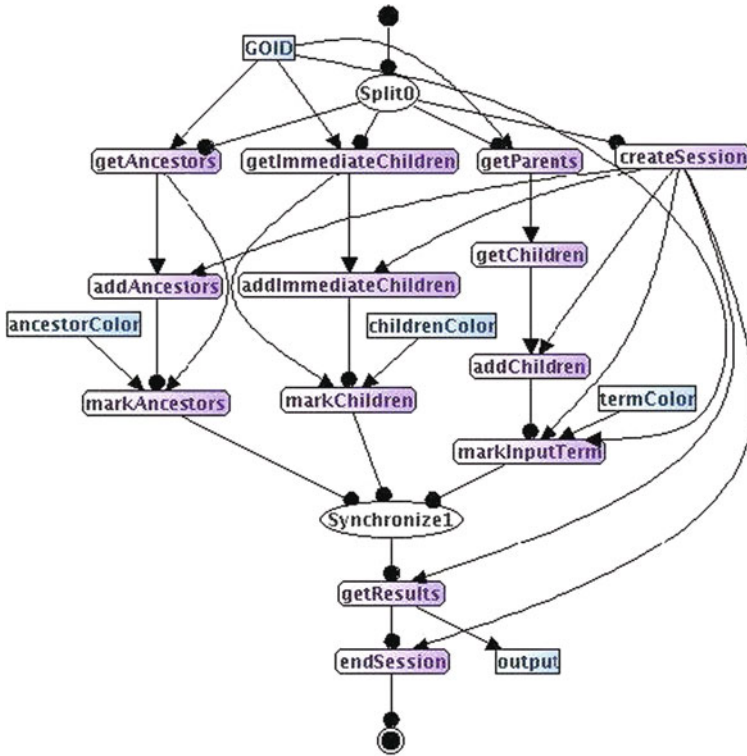 GOID
Split0
getAncestors
getImmediateChildren
getParents
createSession
getChildren
addAncestors
addImmediateChildren
ancestorColor
childrenColor
addChildren
markAncestors
markChildren
termColor
markInputTerm
Synchronize1
getResults
endSession
output